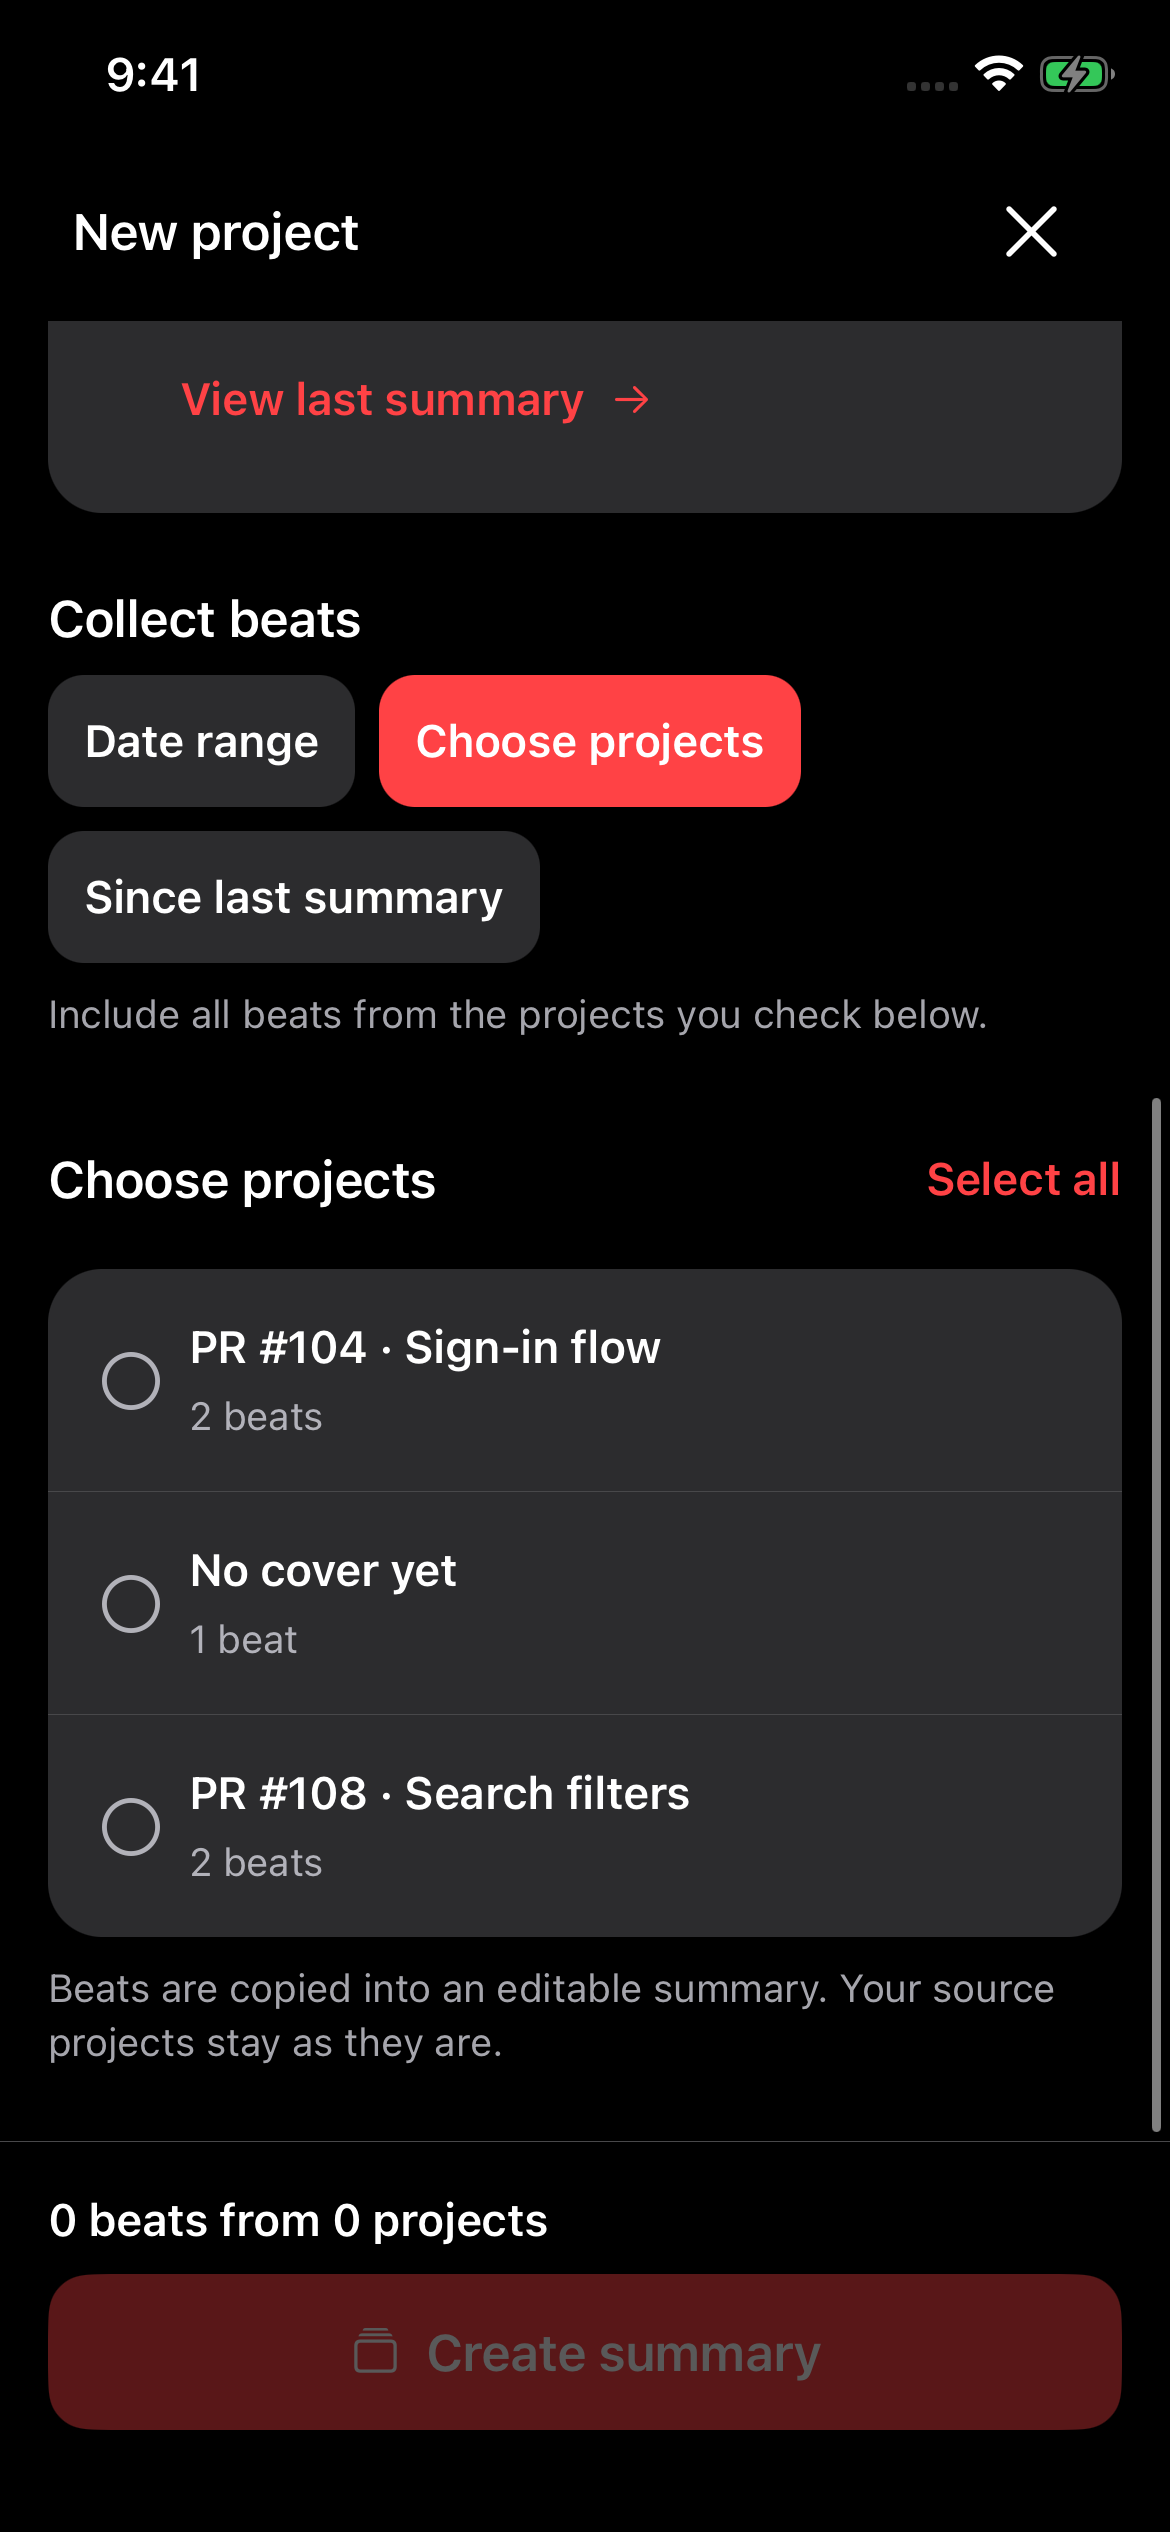 9:41
New project
View last summary →
Collect beats
Date range
Choose projects
Since last summary
Include all beats from the projects you check below.
Choose projects
Select all
PR #104 · Sign-in flow
2 beats
No cover yet
1 beat
PR #108 · Search filters
2 beats
Beats are copied into an editable summary. Your source
projects stay as they are.
0 beats from 0 projects
Create summary